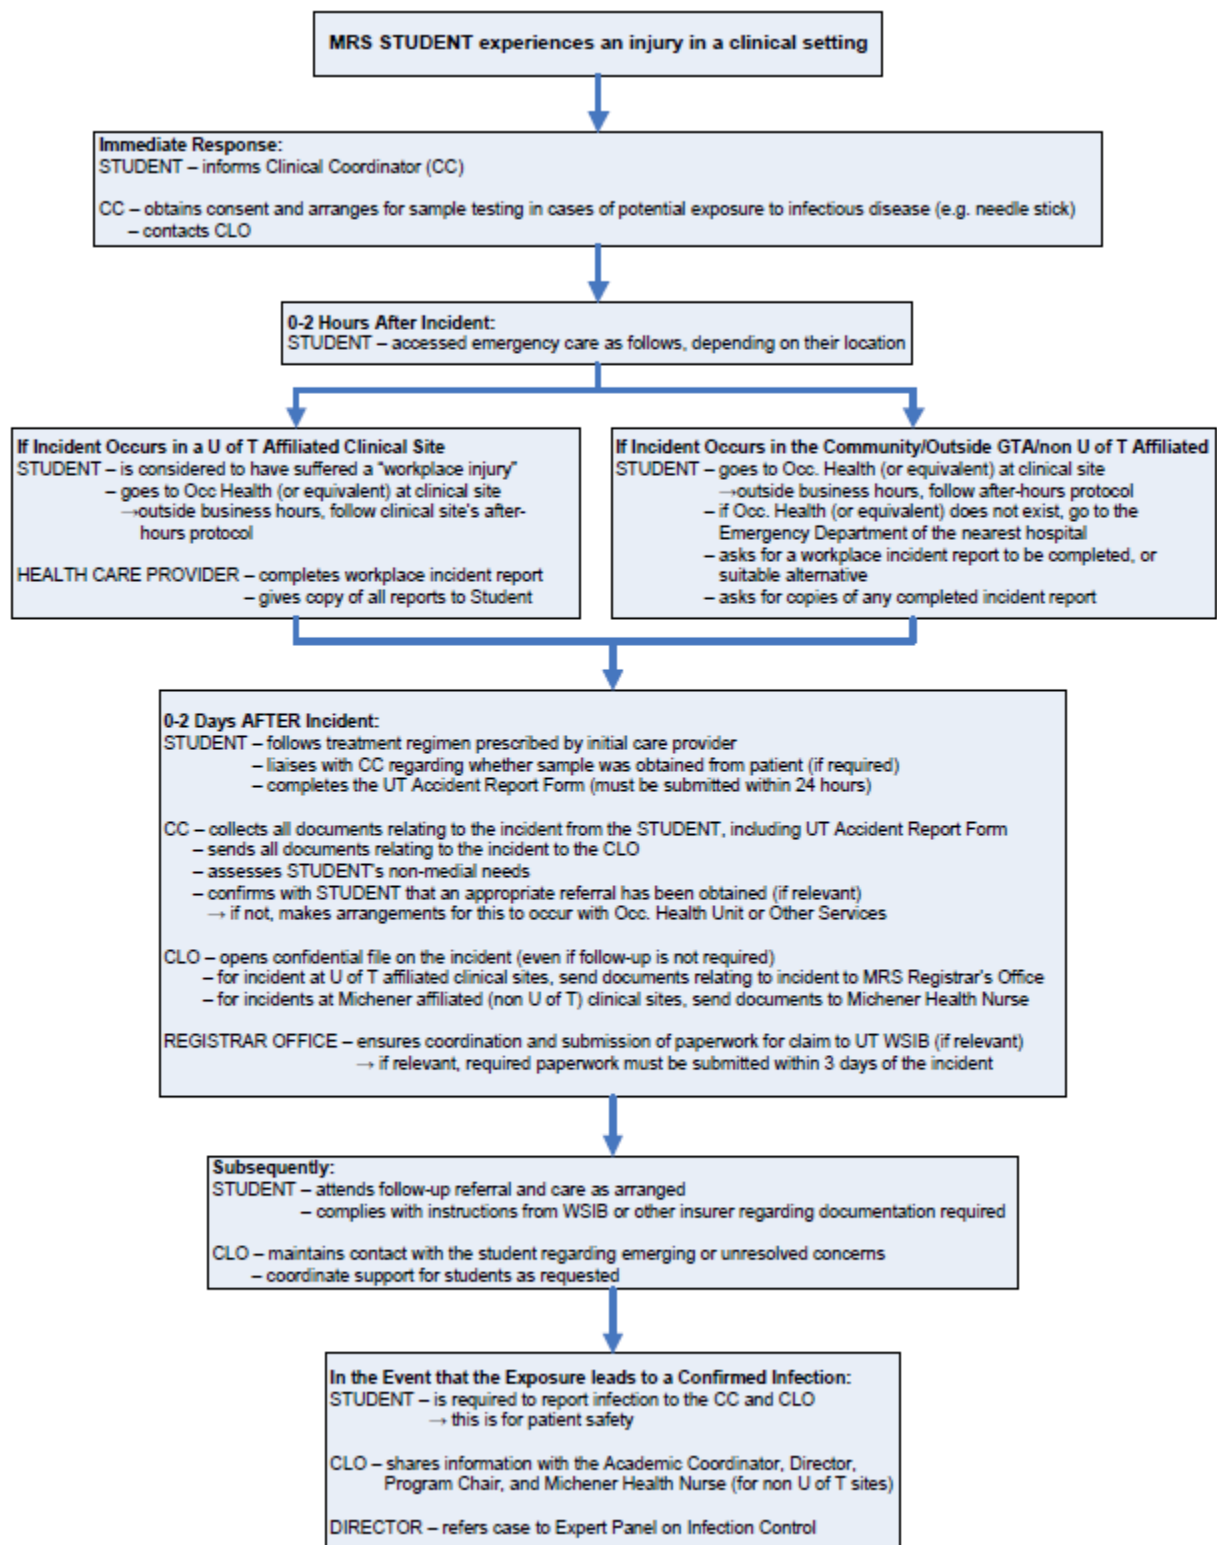 MRS STUDENT experiences an injury in a clinical setting
Immediate Response:
STUDENT – informs Clinical Coordinator (CC)
CC – obtains consent and arranges for sample testing in cases of potential exposure to infectious disease (e.g. needle stick)
– contacts CLO
0-2 Hours After Incident:
STUDENT – accessed emergency care as follows, depending on their location
If Incident Occurs in a U of T Affiliated Clinical Site
STUDENT – is considered to have suffered a "workplace injury"
– goes to Occ Health (or equivalent) at clinical site
→outside business hours, follow clinical site's after-
hours protocol
HEALTH CARE PROVIDER – completes workplace incident report
– gives copy of all reports to Student
If Incident Occurs in the Community/Outside GTA/non U of T Affiliated
STUDENT – goes to Occ. Health (or equivalent) at clinical site
→outside business hours, follow after-hours protocol
– if Occ. Health (or equivalent) does not exist, go to the
Emergency Department of the nearest hospital
– asks for a workplace incident report to be completed, or
suitable alternative
– asks for copies of any completed incident report
0-2 Days AFTER Incident:
STUDENT – follows treatment regimen prescribed by initial care provider
– liaises with CC regarding whether sample was obtained from patient (if required)
– completes the UT Accident Report Form (must be submitted within 24 hours)
CC – collects all documents relating to the incident from the STUDENT, including UT Accident Report Form
– sends all documents relating to the incident to the CLO
– assesses STUDENT's non-medial needs
– confirms with STUDENT that an appropriate referral has been obtained (if relevant)
→ if not, makes arrangements for this to occur with Occ. Health Unit or Other Services
CLO – opens confidential file on the incident (even if follow-up is not required)
– for incident at U of T affiliated clinical sites, send documents relating to incident to MRS Registrar's Office
– for incidents at Michener affiliated (non U of T) clinical sites, send documents to Michener Health Nurse
REGISTRAR OFFICE – ensures coordination and submission of paperwork for claim to UT WSIB (if relevant)
→ if relevant, required paperwork must be submitted within 3 days of the incident
Subsequently:
STUDENT – attends follow-up referral and care as arranged
– complies with instructions from WSIB or other insurer regarding documentation required
CLO – maintains contact with the student regarding emerging or unresolved concerns
– coordinate support for students as requested
In the Event that the Exposure leads to a Confirmed Infection:
STUDENT – is required to report infection to the CC and CLO
→ this is for patient safety
CLO – shares information with the Academic Coordinator, Director,
Program Chair, and Michener Health Nurse (for non U of T sites)
DIRECTOR – refers case to Expert Panel on Infection Control